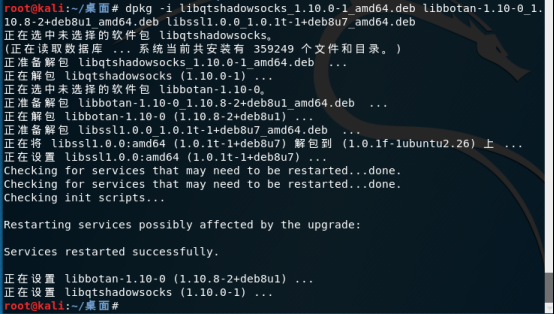 root@kali:~/桌面# dpkg -i libqtshadowsocks_1.10.0-1_amd64.deb libbotan-1.10-0_1.
10.8-2+deb8u1_amd64.deb libssl1.0.0_1.0.1t-1+deb8u7_amd64.deb
正在选中未选择的软件包 libqtshadowsocks。
(正在读取数据库 ... 系统当前共安装有 359249 个文件和目录。)
正准备解包 libqtshadowsocks_1.10.0-1_amd64.deb  ...
正在解包 libqtshadowsocks (1.10.0-1) ...
正在选中未选择的软件包 libbotan-1.10-0。
正准备解包 libbotan-1.10-0_1.10.8-2+deb8u1_amd64.deb  ...
正在解包 libbotan-1.10-0 (1.10.8-2+deb8u1) ...
正准备解包 libssl1.0.0_1.0.1t-1+deb8u7_amd64.deb  ...
正在将 libssl1.0.0:amd64 (1.0.1t-1+deb8u7) 解包到 (1.0.1f-1ubuntu2.26) 上 ...
正在设置 libssl1.0.0:amd64 (1.0.1t-1+deb8u7) ...
Checking for services that may need to be restarted...done.
Checking for services that may need to be restarted...done.
Checking init scripts...
Restarting services possibly affected by the upgrade:
Services restarted successfully.
正在设置 libbotan-1.10-0 (1.10.8-2+deb8u1) ...
正在设置 libqtshadowsocks (1.10.0-1) ...
root@kali:~/桌面#